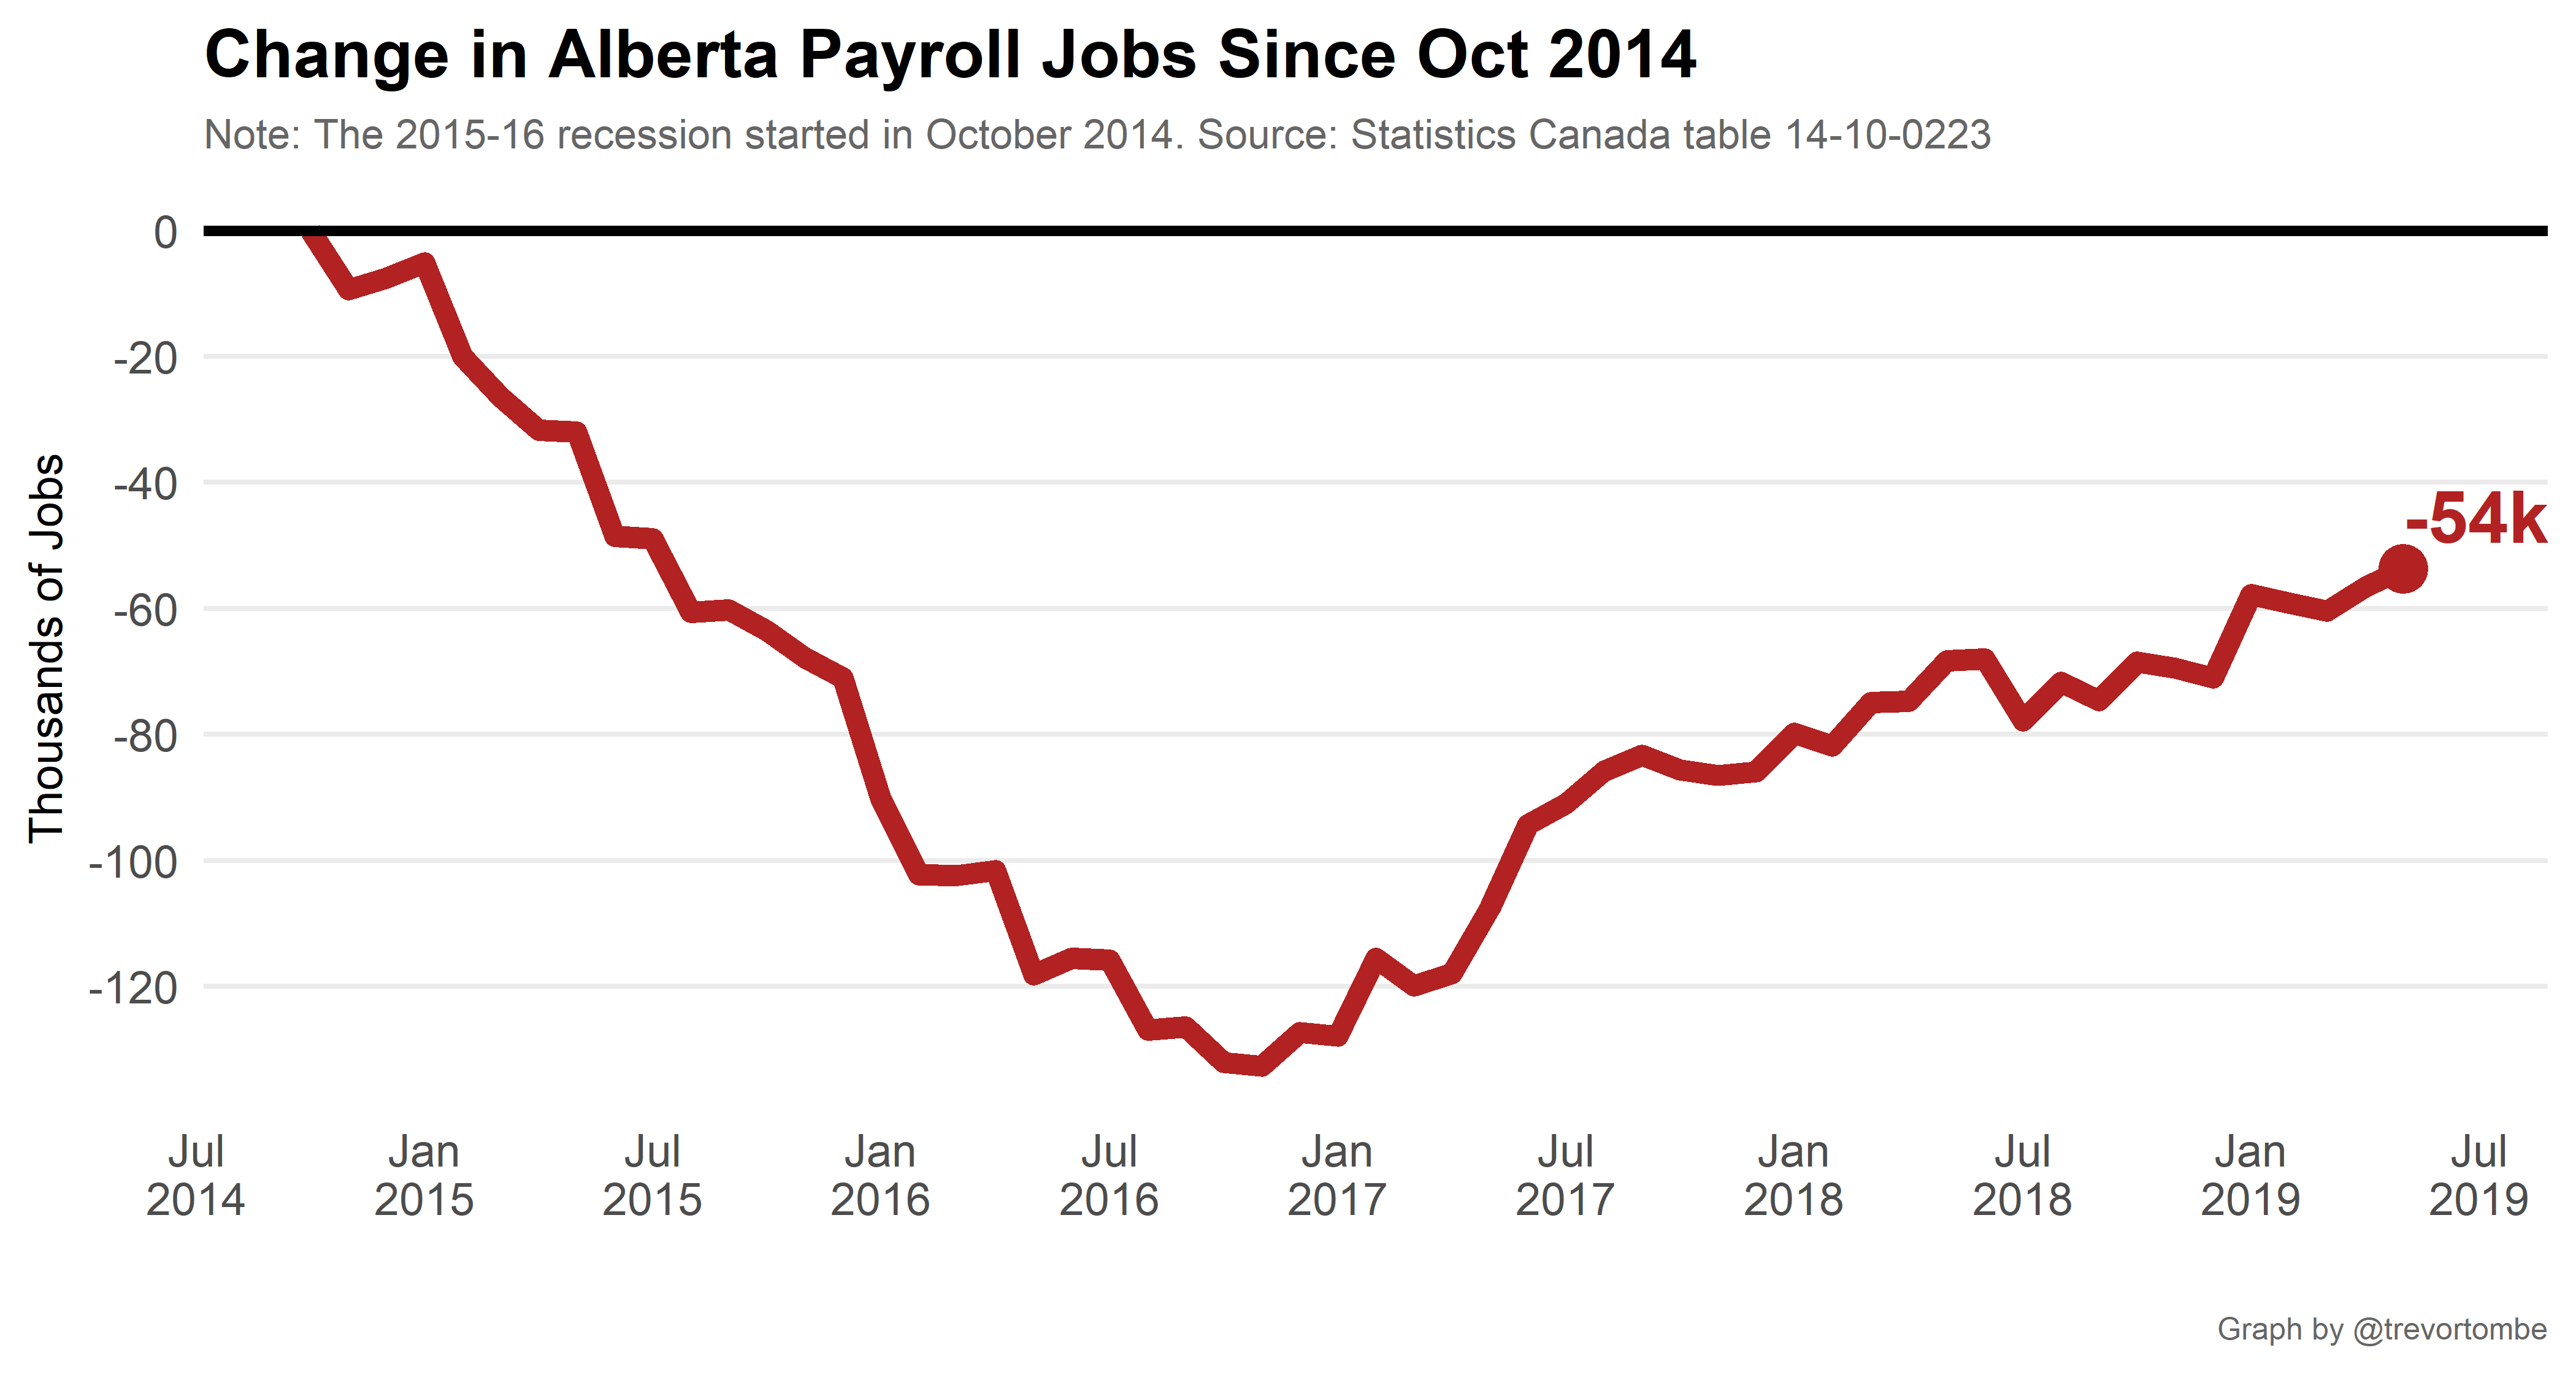 Change in Alberta Payroll Jobs Since Oct 2014
Note: The 2015-16 recession started in October 2014. Source: Statistics Canada table 14-10-0223
Thousands of Jobs
0
-20
-40
-60
-80
-100
-120
-54k
Jul
2014
Jan
2015
Jul
2015
Jan
2016
Jul
2016
Jan
2017
Jul
2017
Jan
2018
Jul
2018
Jan
2019
Jul
2019
Graph by @trevortombe